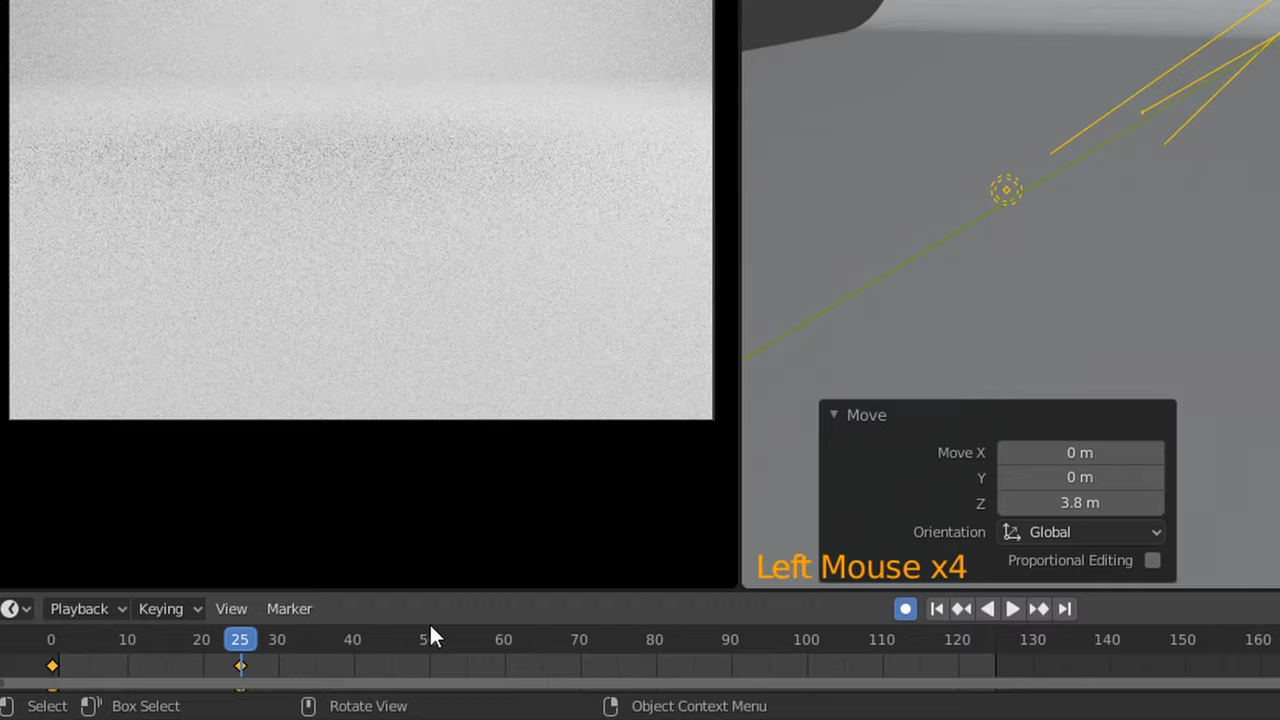 Move
Move X 0 m
Y 0 m
Z 3.8 m
Orientation Global
Proportional Editing
Left Mouse x4
Playback Keying View Marker
0 10 20 25 30 40 60 70 80 90 100 110 120 130 140 150 160
Select Box Select Rotate View Object Context Menu